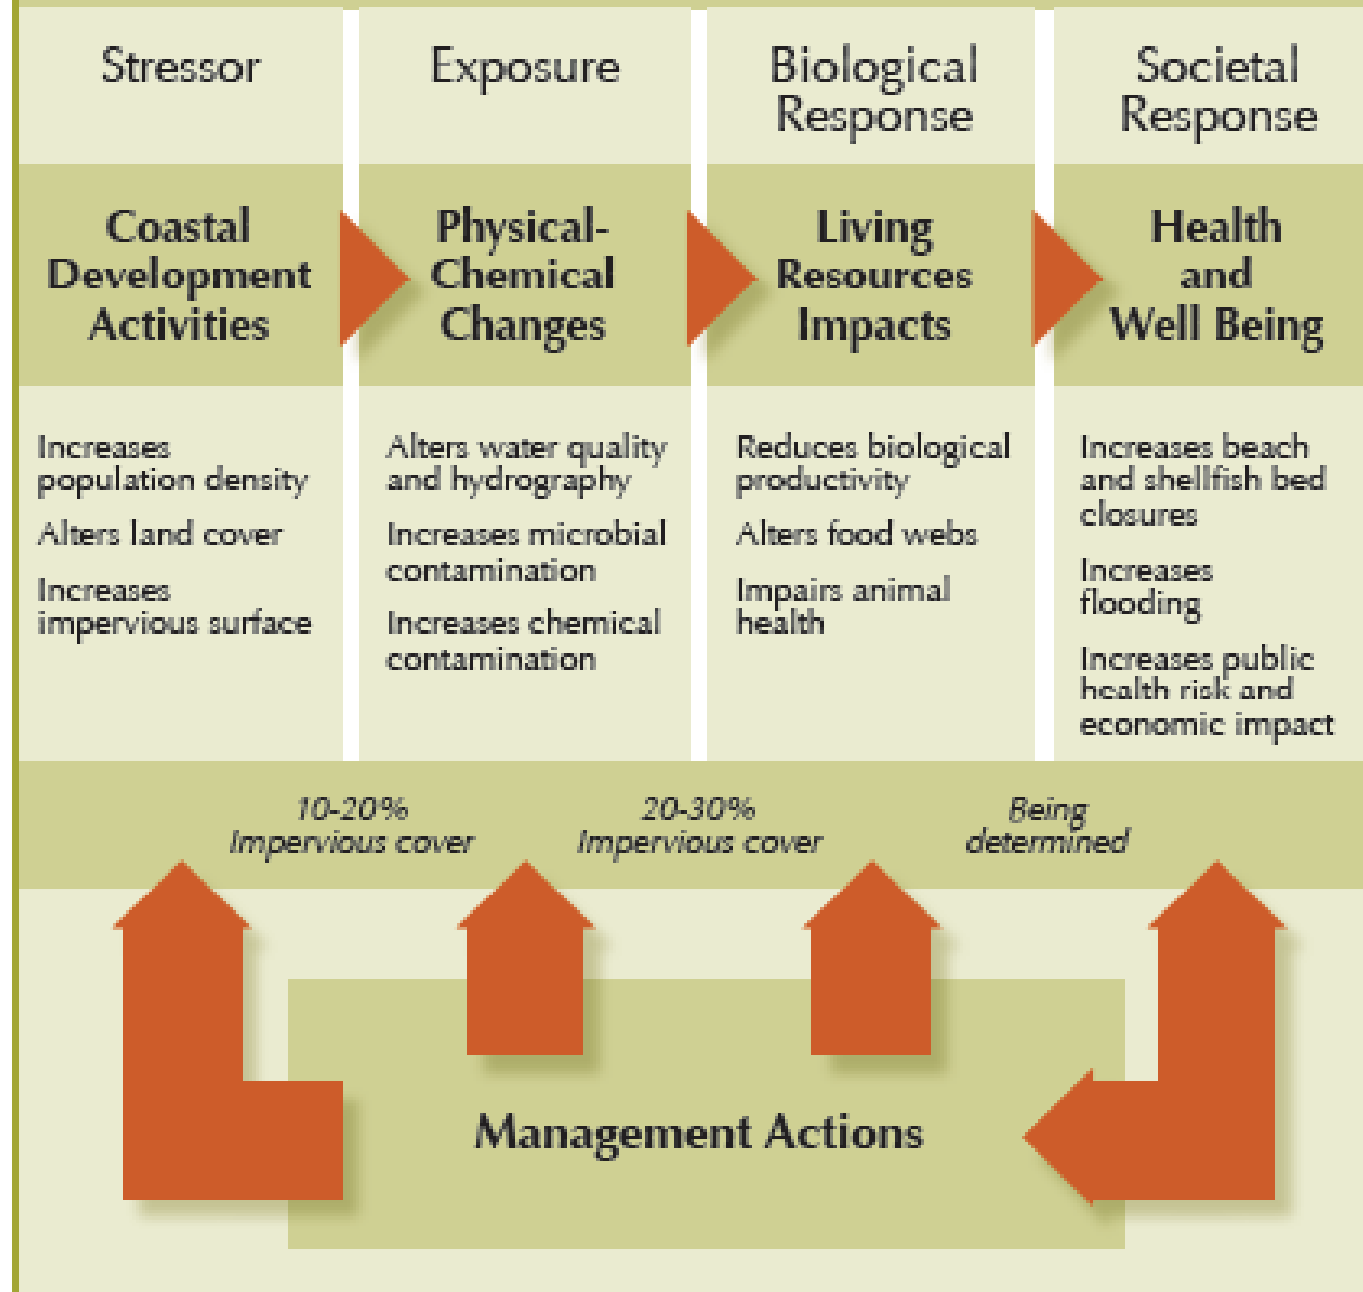 Stressor
Exposure
Biological
Response
Societal
Response
Coastal
Development
Activities
Physical-
Chemical
Changes
Living
Resources
Impacts
Health
and
Well Being
Increases
population density
Alters land cover
Increases
impervious surface
Alters water quality
and hydrography
Increases microbial
contamination
Increases chemical
contamination
Reduces biological
productivity
Alters food webs
Impairs animal
health
Increases beach
and shellfish bed
closures
Increases
flooding
Increases public
health risk and
economic impact
10-20%
Impervious cover
20-30%
Impervious cover
Being
determined
Management Actions